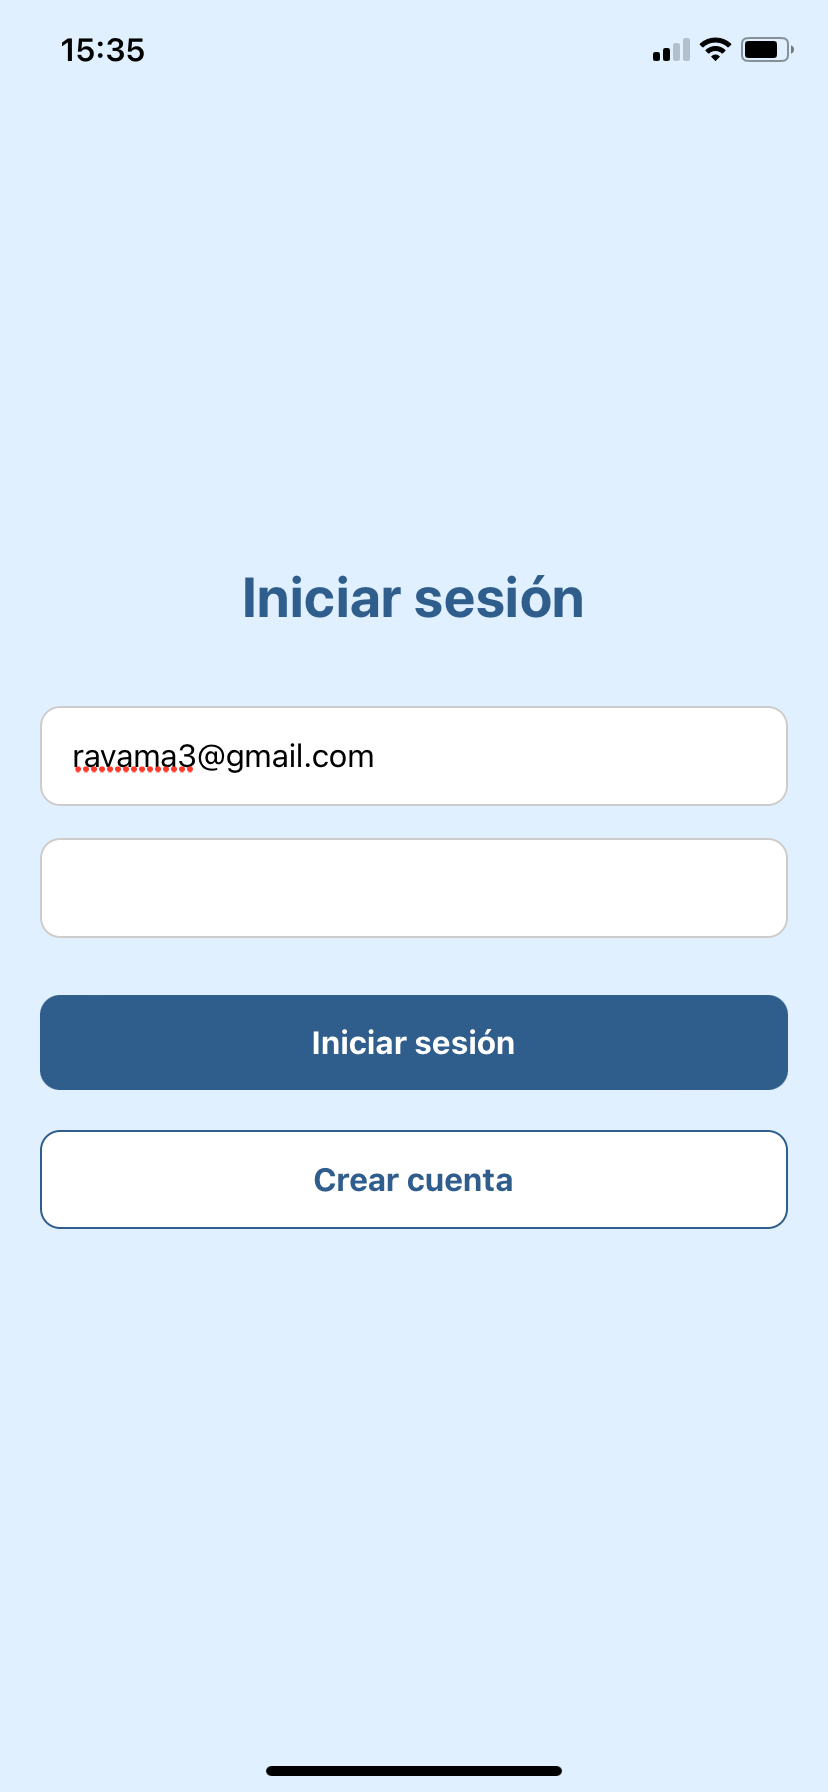 15:35
Iniciar sesión
ravama3@gmail.com
Iniciar sesión
Crear cuenta